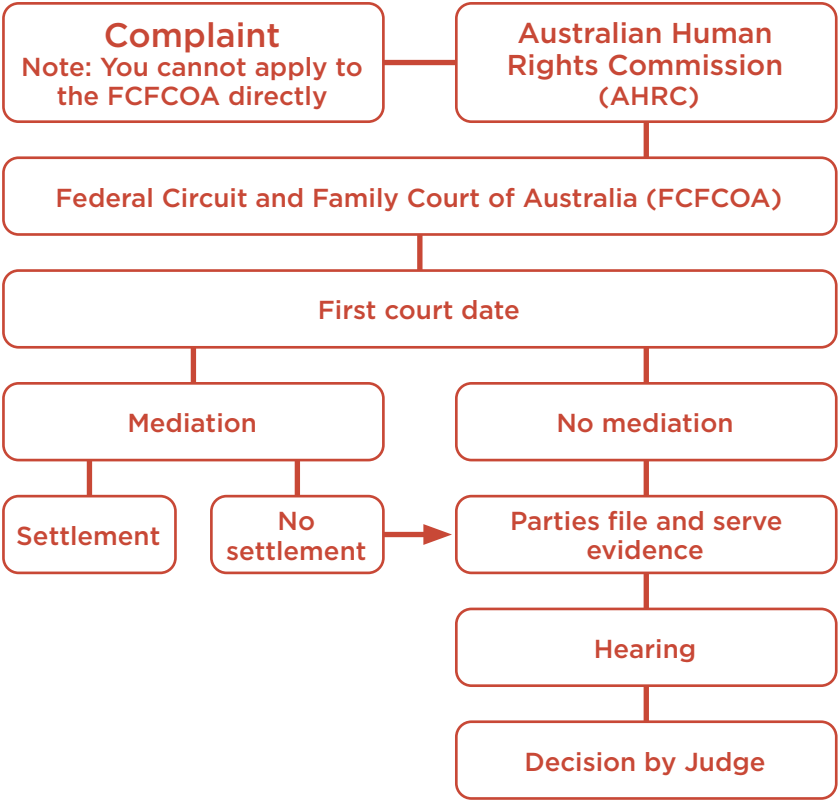 Complaint
Note: You cannot apply to
the FCFCOA directly
Australian Human
Rights Commission
(AHRC)
Federal Circuit and Family Court of Australia (FCFCOA)
First court date
Mediation
No mediation
Settlement
No
settlement
Parties file and serve
evidence
Hearing
Decision by Judge